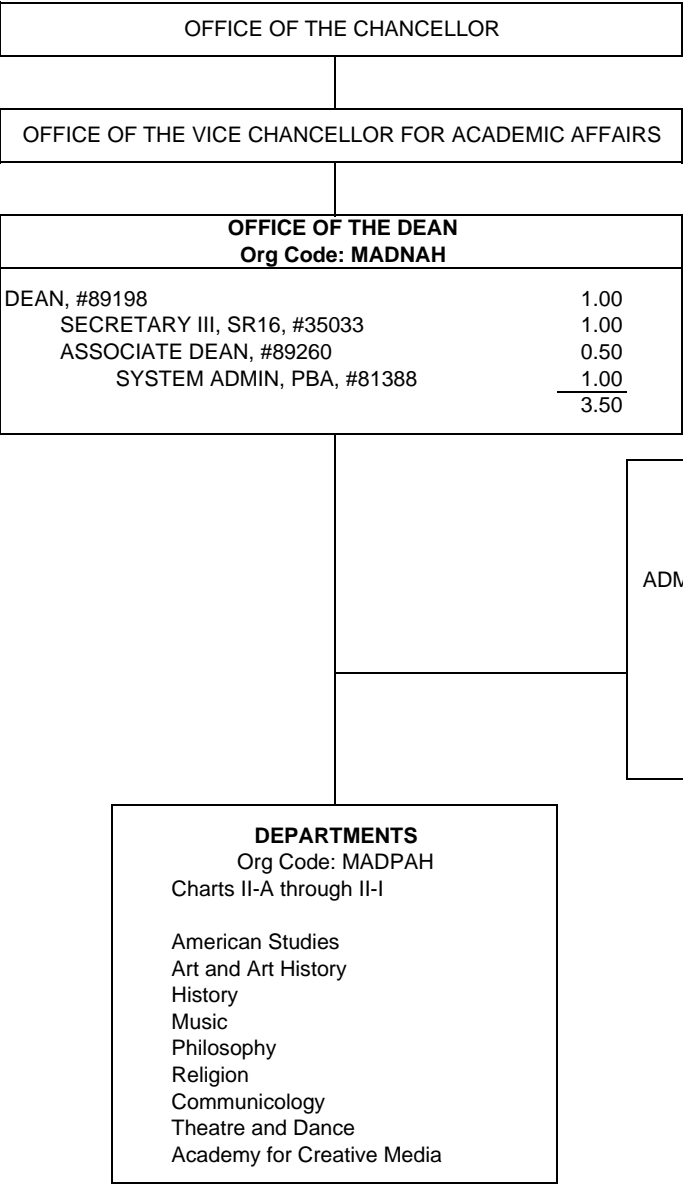 OFFICE OF THE CHANCELLOR
OFFICE OF THE VICE CHANCELLOR FOR ACADEMIC AFFAIRS
OFFICE OF THE DEAN
Org Code: MADNAH
DEAN, #89198 1.00
SECRETARY III, SR16, #35033 1.00
ASSOCIATE DEAN, #89260 0.50
SYSTEM ADMIN, PBA, #81388 1.00
3.50
DEPARTMENTS
Org Code: MADPAH
Charts II-A through II-I
American Studies
Art and Art History
History
Music
Philosophy
Religion
Communicology
Theatre and Dance
Academy for Creative Media